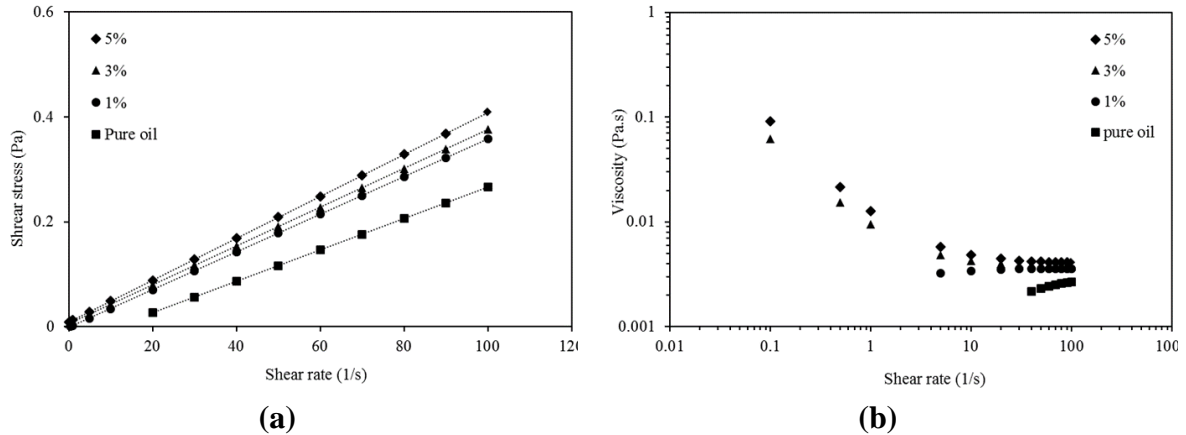 0.6
0.4
0.2
0
Shrear stress (Pa)
5%
3%
1%
Pure oil
0 20 40 60 80 100 120
Shear rate (1/s)
(a)
1
0.1
0.01
0.001
Viscosity (Pa.s)
5%
3%
1%
pure oil
0.01 0.1 1 10 100 100
Shear rate (1/s)
(b)